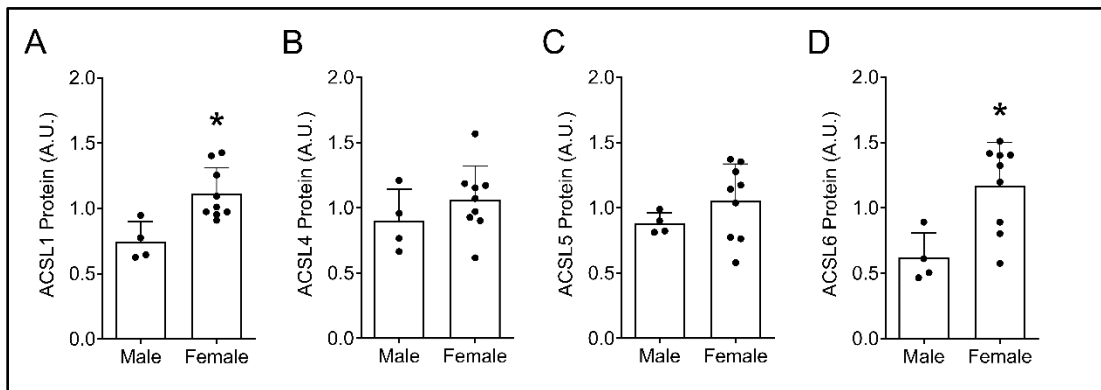 A
ACSL1 Protein (A.U.)
2.0
1.5
1.0
0.5
0.0
*
Male Female
B
ACSL4 Protein (A.U.)
2.0
1.5
1.0
0.5
0.0
Male Female
C
ACSL5 Protein (A.U.)
2.0
1.5
1.0
0.5
0.0
Male Female
D
ACSL6 Protein (A.U.)
2.0
1.5
1.0
0.5
0.0
*
Male Female